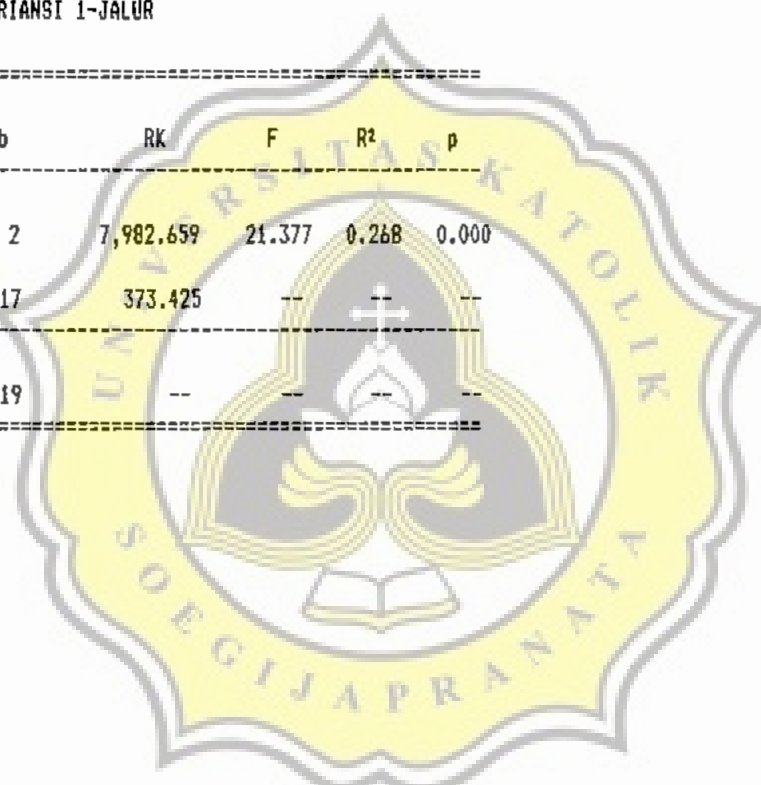 RIANSI 1-JALUR
b RK F R² p
2 7,982.659 21.377 0.268 0.000
17 373.425 -- -- --
19 -- -- -- --
UNIVERSITAS KATOLIK
SOEGIJAPRANATA